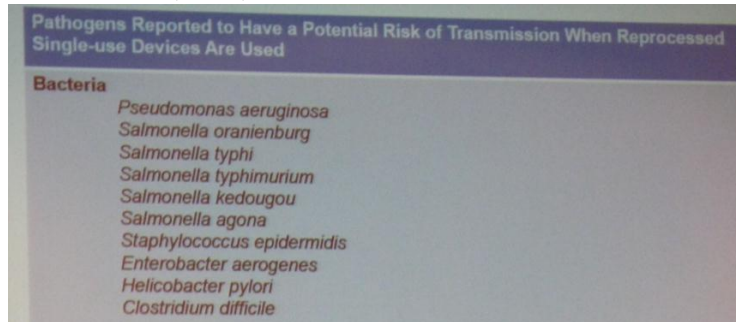 Pathogens Reported to Have a Potential Risk of Transmission When Reprocessed
Single-use Devices Are Used
Bacteria
Pseudomonas aeruginosa
Salmonella oranienburg
Salmonella typhi
Salmonella typhimurium
Salmonella kedougou
Salmonella agona
Staphylococcus epidermidis
Enterobacter aerogenes
Helicobacter pylori
Clostridium difficile